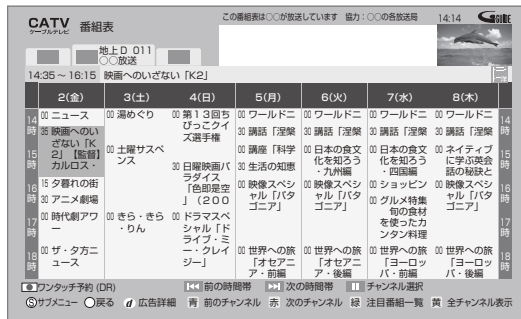 CATV 番組表
ケーブルテレビ
この番組表は○○が放送しています 協力：○○の各放送局
14:14
GGUIDE
地上D 011
○○放送
14:35～16:15 映画へのいざない「K2」
2(金) 3(土) 4(日) 5(月) 6(火) 7(水) 8(木)
14時
15時
16時
17時
18時
00 ニュース
35 映画へのい
ざない「K
2」【監督】
カルロス・
15 夕暮れの街
30 アニメ劇場
00 時代劇アワ
ー
00 ザ・夕方ニ
ュース
00 湯めぐり
00 土曜サスペ
ンス
00 きら・きら
・りん
00 第13回ち
びっこクイ
ズ選手権
30 日曜映画パ
ラダイス
「色即是空
」（200
00 ドラマスペ
シャル「ド
ライブ・ミ
ー・クレイ
ジー」
00 ワールドニ
30 講話「涅槃
00 講座「科学
30 生活の知恵
00 映像スペシ
ャル「パタ
ゴニア」
00 世界への旅
「オセアニ
ア・前編
00 ワールドニ
30 講話「涅槃
00 日本の食文
化を知ろう
・九州編
00 映像スペシ
ャル「パタ
ゴニア」
00 世界への旅
「オセアニ
ア・後編
00 ワールドニ
30 講話「涅槃
00 日本の食文
化を知ろう
・四国編
00 ショッピン
00 グルメ特集
旬の食材
を使ったカ
ンタン料理
00 世界への旅
「ヨーロッ
パ・前編
00 ワールドニ
30 講話「涅槃
00 ネイティブ
に学ぶ英会
話の秘訣と
00 映像スペシ
ャル「パタ
ゴニア」
00 世界への旅
「ヨーロッ
パ・後編
14時
15時
16時
17時
18時
ワンタッチ予約 (DR) 前の時間帯 次の時間帯 チャンネル選択
Ⓢサブメニュー ○戻る d 広告詳細 青 前のチャンネル 赤 次のチャンネル 緑 注目番組一覧 黄 全チャンネル表示